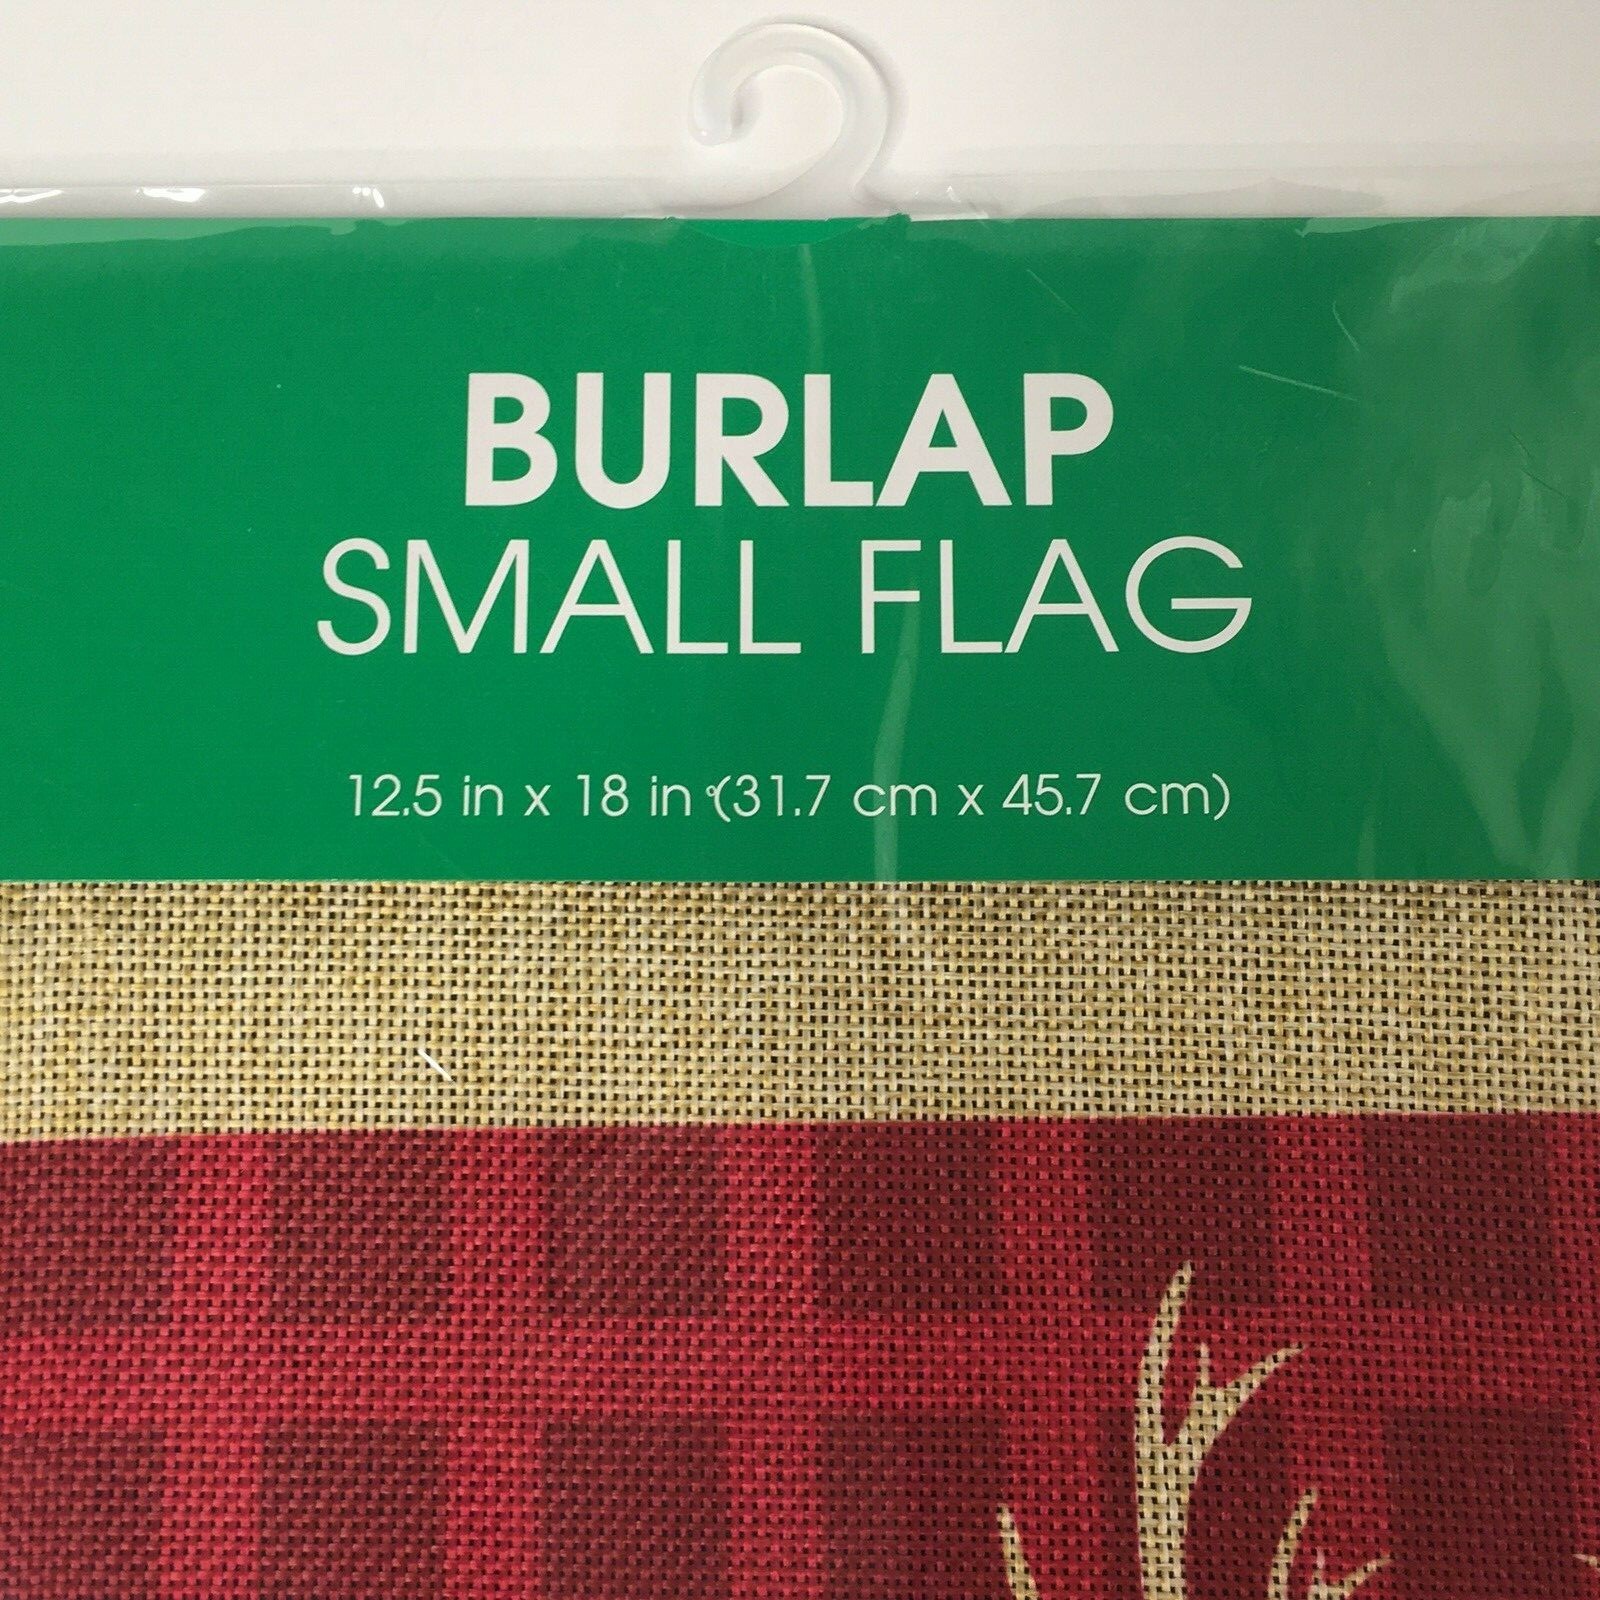 BURLAP
SMALL FLAG
12.5 in x 18 in (31.7 cm x 45.7 cm)